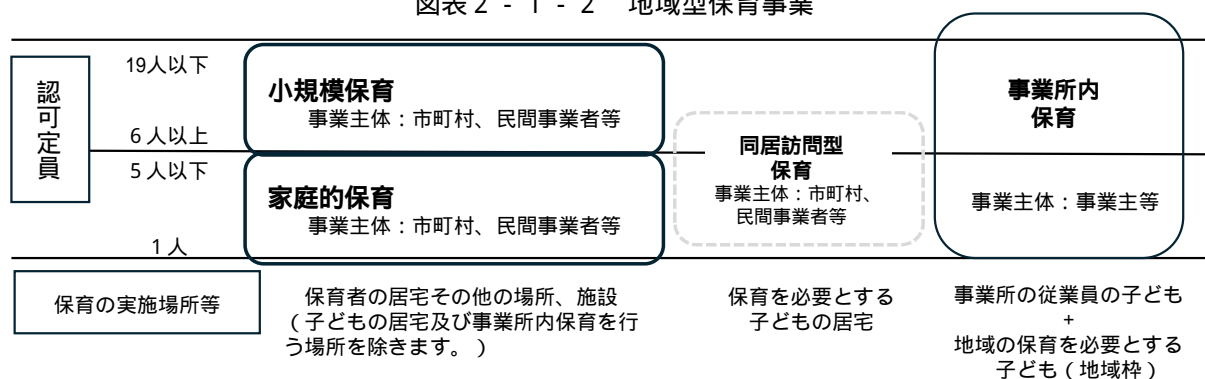 図表2-1-2 地域型保育事業
認可定員
19人以下
6人以上
5人以下
1人
小規模保育
事業主体:市町村、民間事業者等
家庭的保育
事業主体:市町村、民間事業者等
同居訪問型
保育
事業主体:市町村、
民間事業者等
事業所内
保育
事業主体:事業主等
保育の実施場所等
保育者の居宅その他の場所、施設
(子どもの居宅及び事業所内保育を行
う場所を除きます。)
保育を必要とする
子どもの居宅
事業所の従業員の子ども
+
地域の保育を必要とする
子ども(地域枠)